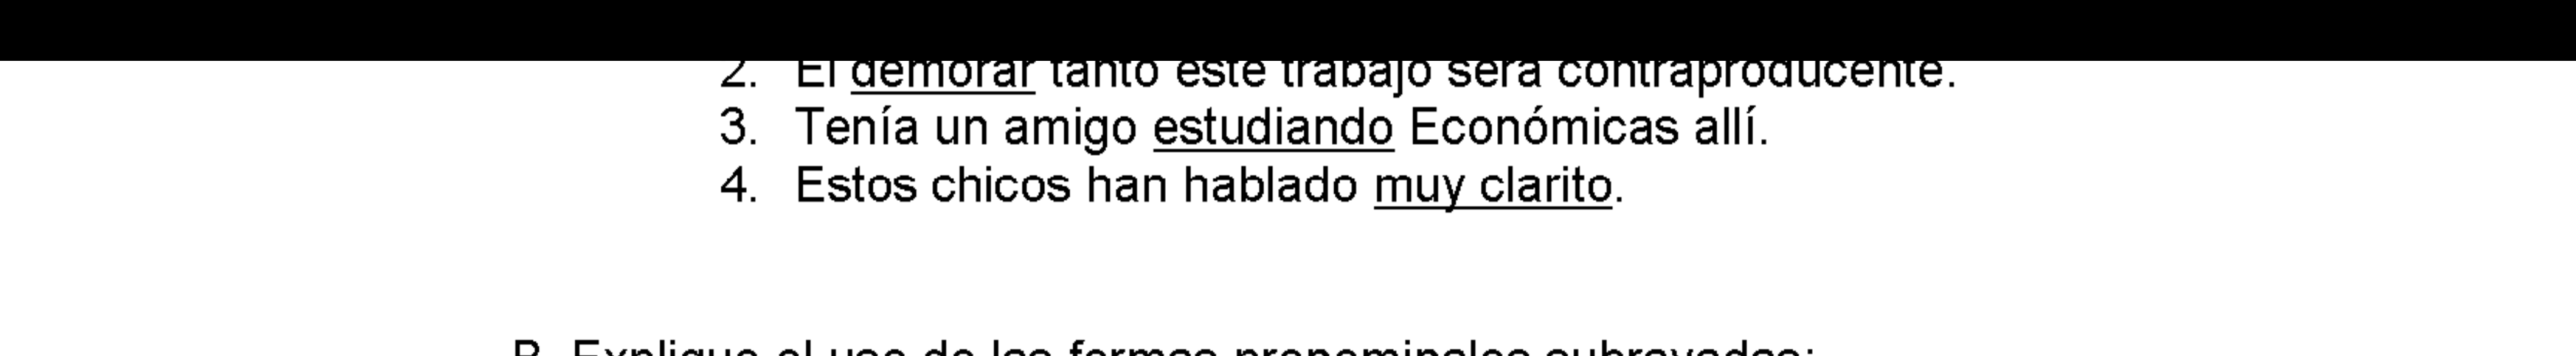 2. El demorar tanto este trabajo será contraproducente.
3. Tenía un amigo estudiando Económicas allí.
4. Estos chicos han hablado muy clarito.
B. Explique el uso de las formas pronominales subrayadas: